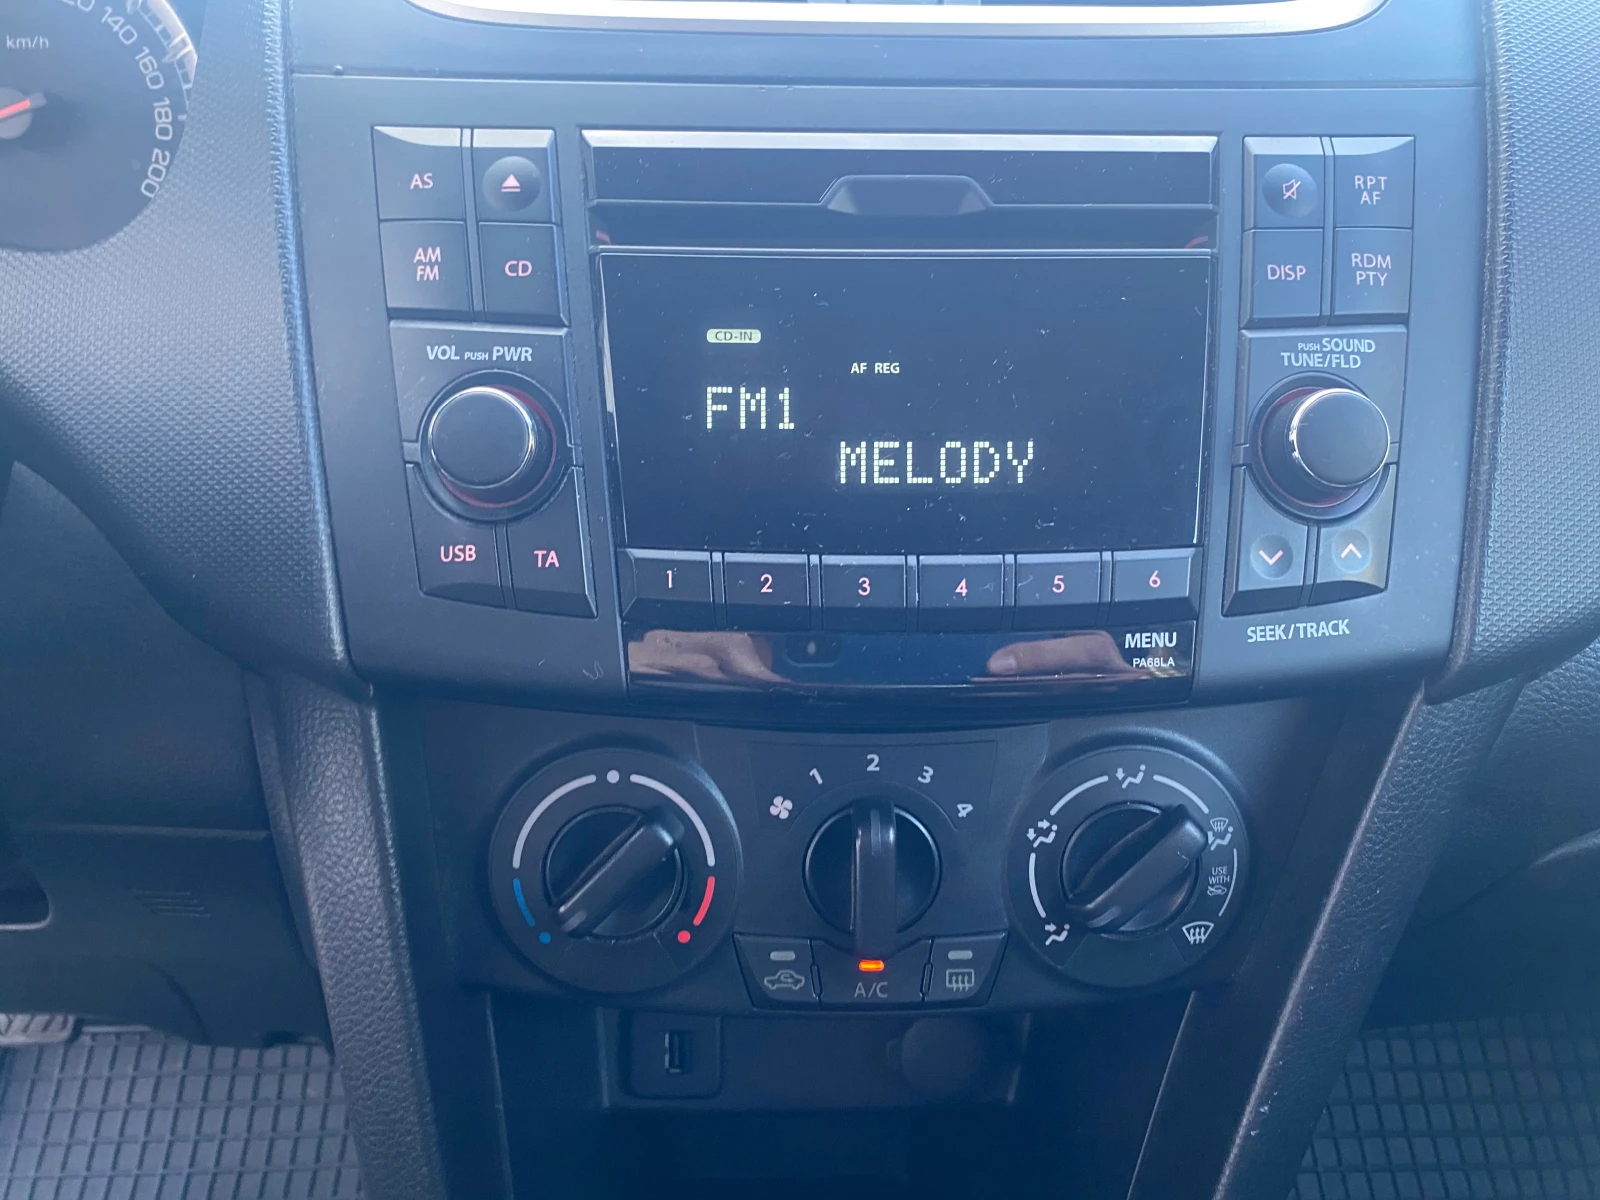 120
140
160
180
200
km/h
AS
AM
FM
CD
VOL PUSH PWR
USB
TA
CD-IN
AF REG
FM1
MELODY
1
2
3
4
5
6
MENU
PA68LA
RPT
AF
DISP
RDM
PTY
PUSH SOUND
TUNE/FLD
SEEK/TRACK
1
2
3
4
A/C
USE
WITH